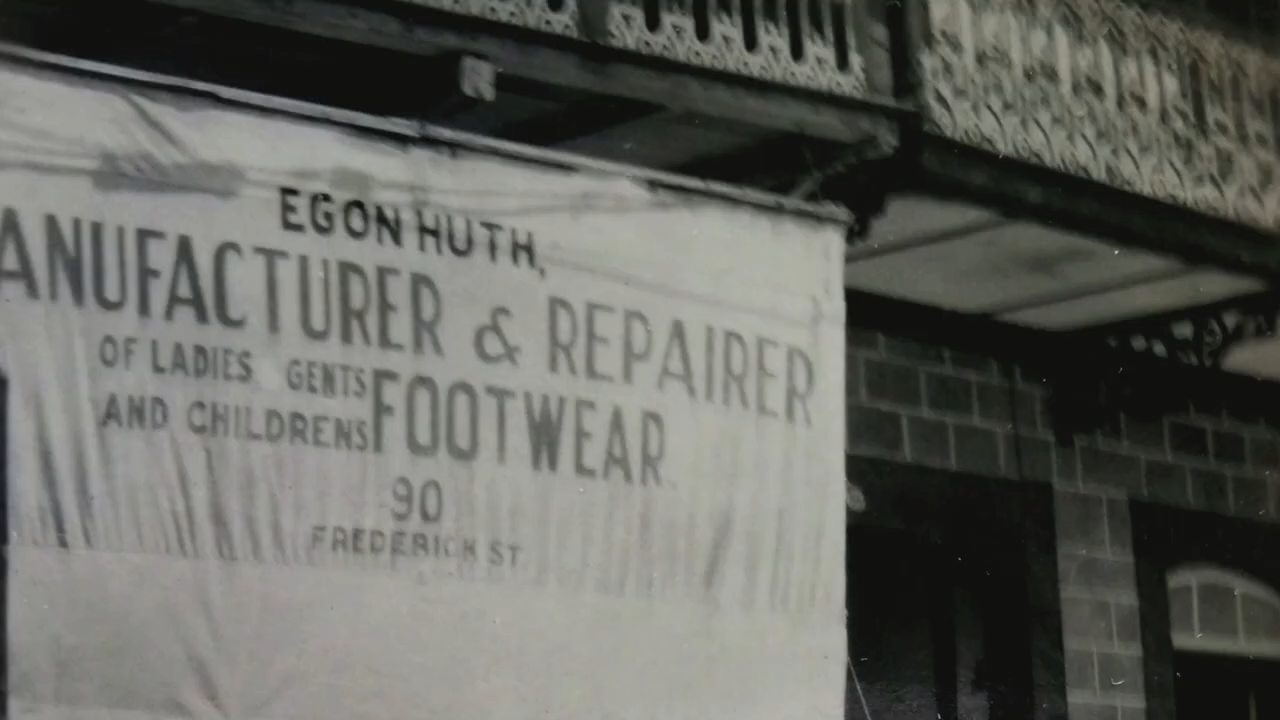 EGON HUTH,
ANUFACTURER & REPAIRER
OF LADIES GENTS
AND CHILDRENS FOOTWEAR.
90
FREDERICK ST